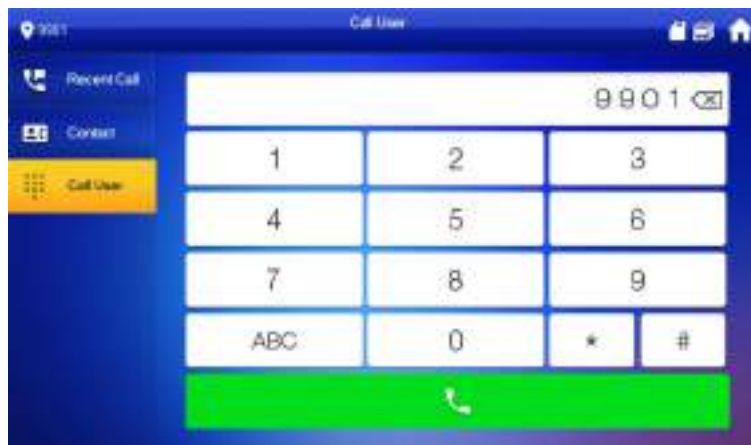 Call User
Recent Call
Contact
Call User
9901
1 2 3
4 5 6
7 8 9
ABC 0 * #